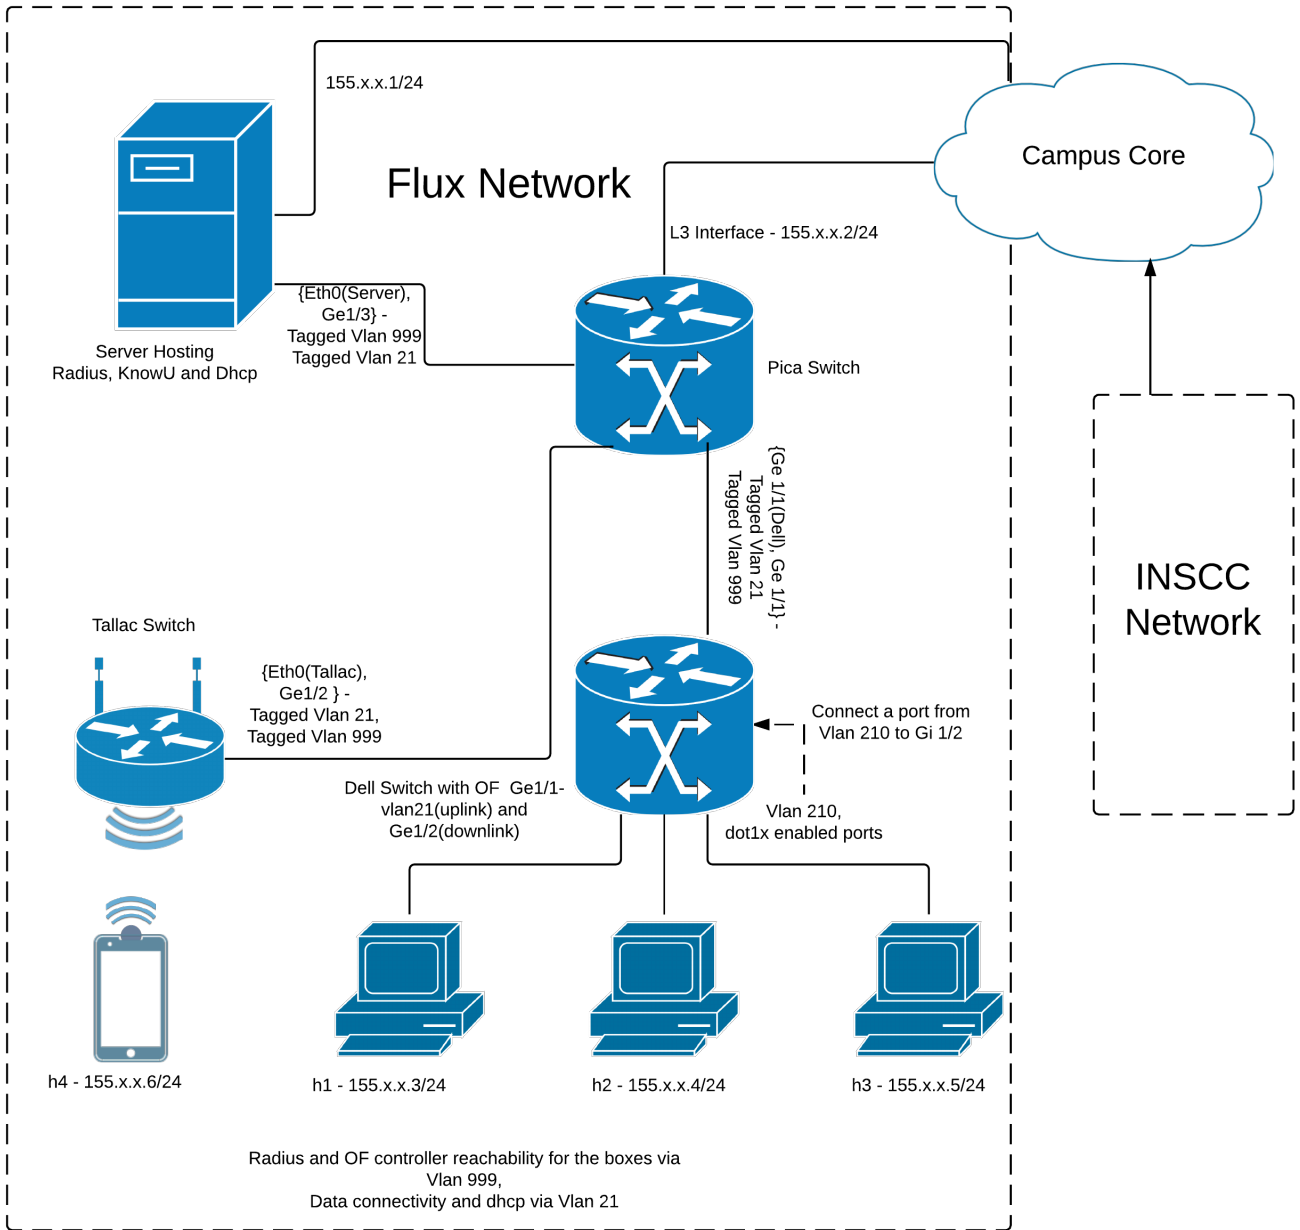 155.x.x.1/24
Campus Core
Flux Network
L3 Interface - 155.x.x.2/24
{Eth0(Server),
Ge1/3} -
Tagged Vlan 999
Tagged Vlan 21
Server Hosting
Radius, KnowU and Dhcp
Pica Switch
{Ge 1/1(Dell), Ge 1/1} -
Tagged Vlan 21
Tagged Vlan 999
INSCC
Network
Tallac Switch
{Eth0(Tallac),
Ge1/2 } -
Tagged Vlan 21,
Tagged Vlan 999
Connect a port from
Vlan 210 to Gi 1/2
Dell Switch with OF  Ge1/1-
vlan21(uplink) and
Ge1/2(downlink)
Vlan 210,
dot1x enabled ports
h4 - 155.x.x.6/24
h1 - 155.x.x.3/24
h2 - 155.x.x.4/24
h3 - 155.x.x.5/24
Radius and OF controller reachability for the boxes via
Vlan 999,
Data connectivity and dhcp via Vlan 21